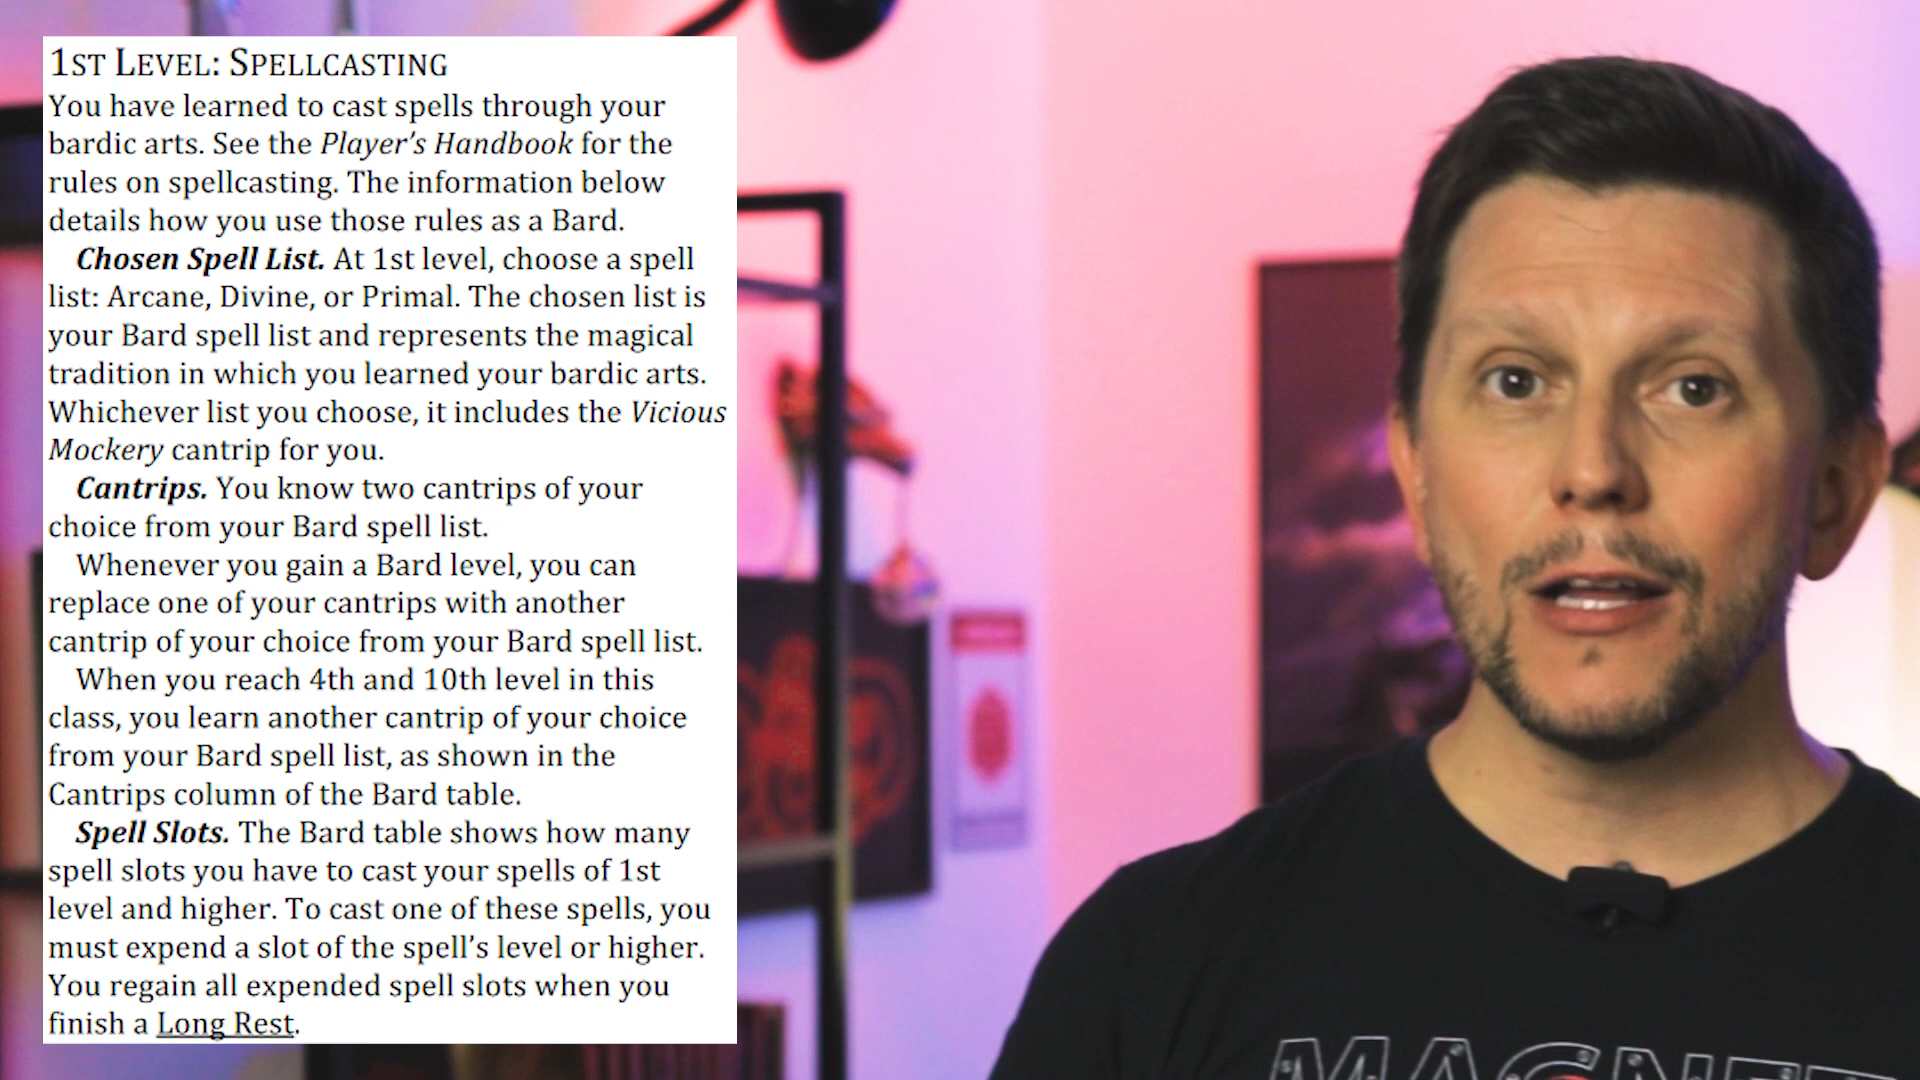 1ST LEVEL: SPELLCASTING
You have learned to cast spells through your
bardic arts. See the Player's Handbook for the
rules on spellcasting. The information below
details how you use those rules as a Bard.
Chosen Spell List. At 1st level, choose a spell
list: Arcane, Divine, or Primal. The chosen list is
your Bard spell list and represents the magical
tradition in which you learned your bardic arts.
Whichever list you choose, it includes the Vicious
Mockery cantrip for you.
Cantrips. You know two cantrips of your
choice from your Bard spell list.
Whenever you gain a Bard level, you can
replace one of your cantrips with another
cantrip of your choice from your Bard spell list.
When you reach 4th and 10th level in this
class, you learn another cantrip of your choice
from your Bard spell list, as shown in the
Cantrips column of the Bard table.
Spell Slots. The Bard table shows how many
spell slots you have to cast your spells of 1st
level and higher. To cast one of these spells, you
must expend a slot of the spell's level or higher.
You regain all expended spell slots when you
finish a Long Rest.